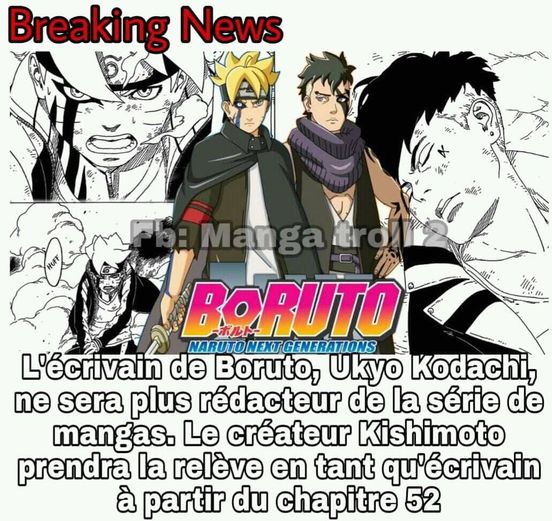 Breaking News
Fb: Manga troll 2
HUFF
BORUTO
-ボルト-
NARUTO NEXT GENERATIONS
L'écrivain de Boruto, Ukyo Kodachi,
ne sera plus rédacteur de la série de
mangas. Le créateur Kishimoto
prendra la relève en tant qu'écrivain
à partir du chapitre 52